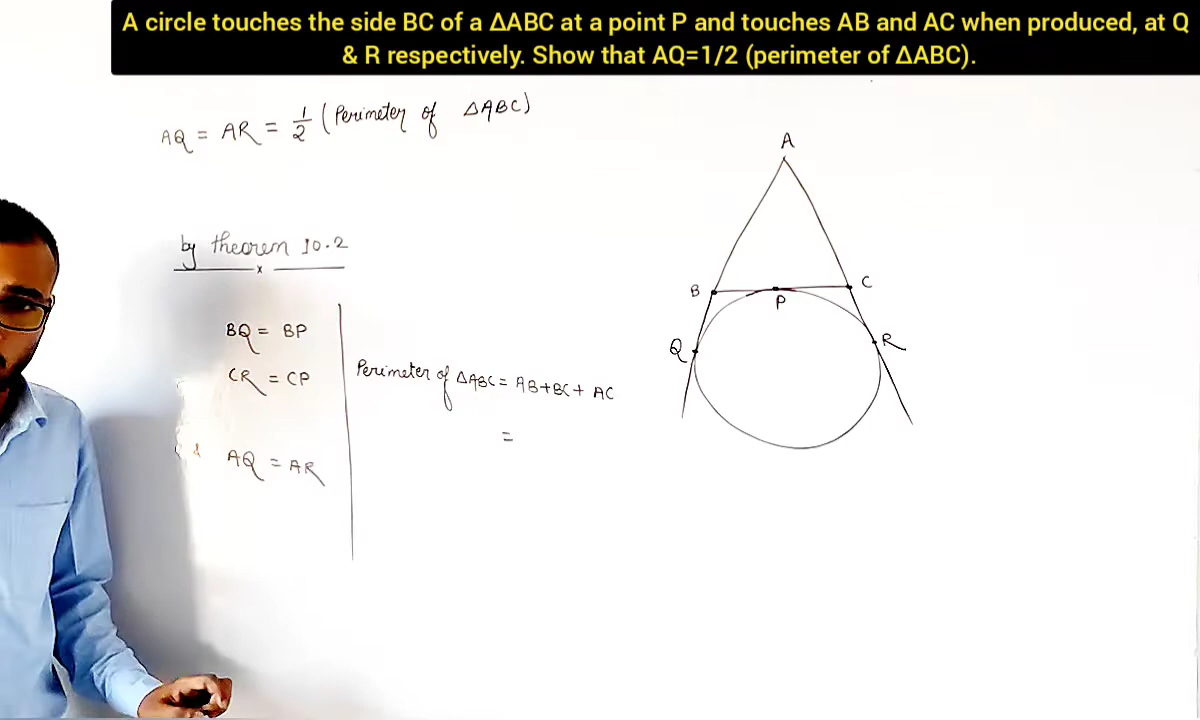 A circle touches the side BC of a ΔABC at a point P and touches AB and AC when produced, at Q
& R respectively. Show that AQ=1/2 (perimeter of ΔABC).
AQ = AR = 1/2 (Perimeter of ΔABC)
by theorem 10.2
x
BQ = BP
CR = CP
& AQ = AR
Perimeter of ΔABC = AB+BC+ AC
=
A
B
P
C
Q
R